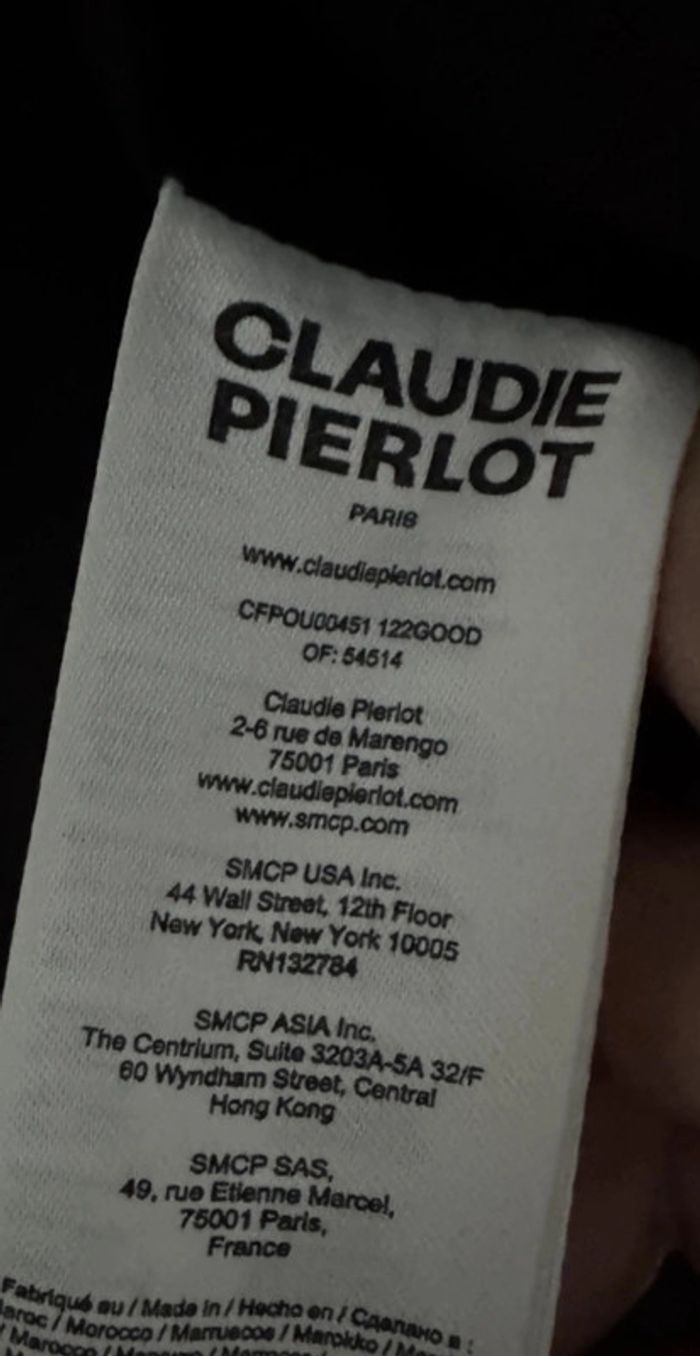 CLAUDIE
PIERLOT
PARIS
www.claudiepierlot.com
CFPOU00451 122GOOD
OF: 54514
Claudie Pierlot
2-6 rue de Marengo
75001 Paris
www.claudiepierlot.com
www.smcp.com
SMCP USA Inc.
44 Wall Street, 12th Floor
New York, New York 10005
RN132784
SMCP ASIA Inc.
The Centrium, Suite 3203A-5A 32/F
60 Wyndham Street, Central
Hong Kong
SMCP SAS,
49, rue Etienne Marcel,
75001 Paris,
France
Fabriqué au / Made in / Hecho en / Сделано в :
/ Morocco / Marruecos / Marokko /
/ Marocco /